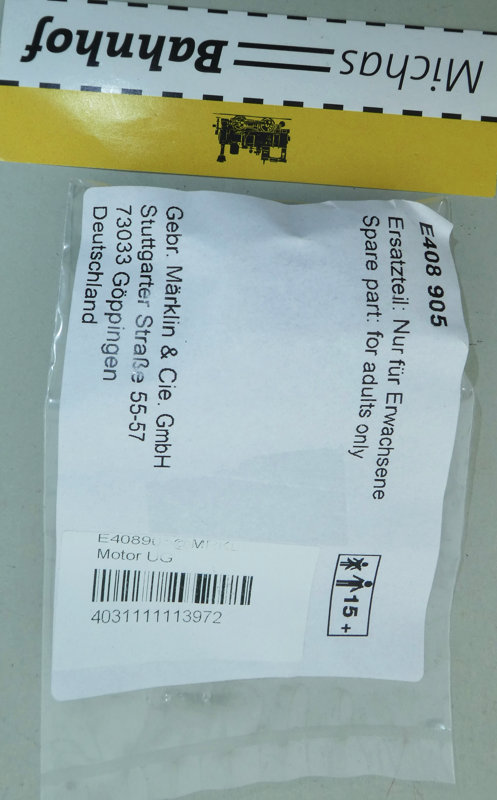 Michas
Bahnhof
E408 905
Ersatzteil: Nur für Erwachsene
Spare part: for adults only
15 +
Gebr. Märklin & Cie. GmbH
Stuttgarter Straße 55-57
73033 Göppingen
Deutschland
Motor UG
4031111113972